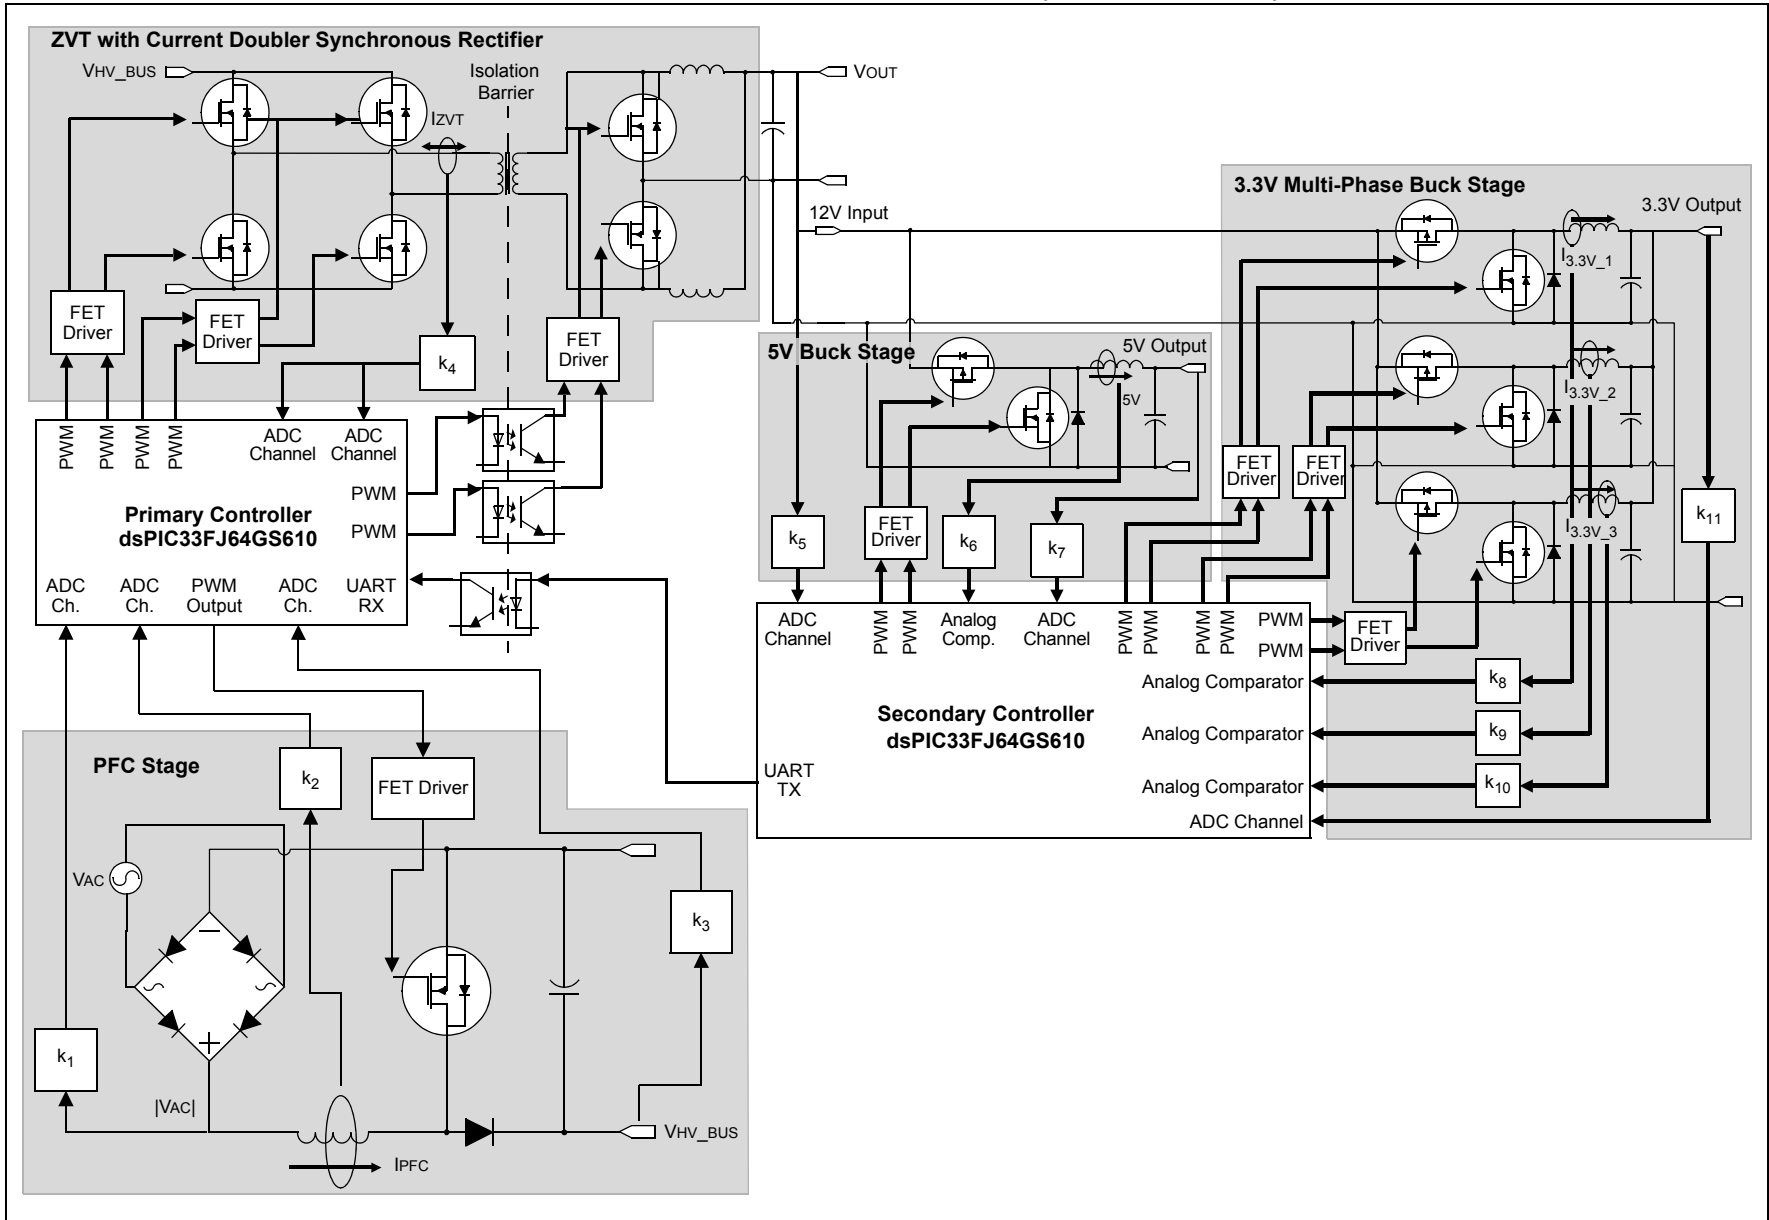 ZVT with Current Doubler Synchronous Rectifier
VHV_BUS
Isolation
Barrier
VOUT
IZVT
FET
Driver
FET
Driver
k4
FET
Driver
12V Input
3.3V Multi-Phase Buck Stage
3.3V Output
I3.3V_1
I3.3V_2
I3.3V_3
5V Buck Stage
5V Output
5V
PWM
PWM
PWM
PWM
ADC
Channel
ADC
Channel
PWM
PWM
Primary Controller
dsPIC33FJ64GS610
ADC
Ch.
ADC
Ch.
PWM
Output
ADC
Ch.
UART
RX
k5
FET
Driver
k6
k7
FET
Driver
FET
Driver
k11
ADC
Channel
PWM
PWM
Analog
Comp.
ADC
Channel
PWM
PWM
PWM
PWM
PWM
PWM
FET
Driver
Analog Comparator
k8
Secondary Controller
dsPIC33FJ64GS610
Analog Comparator
k9
UART
TX
Analog Comparator
k10
ADC Channel
PFC Stage
k2
FET Driver
VAC
k3
k1
|VAC|
VHV_BUS
IPFC